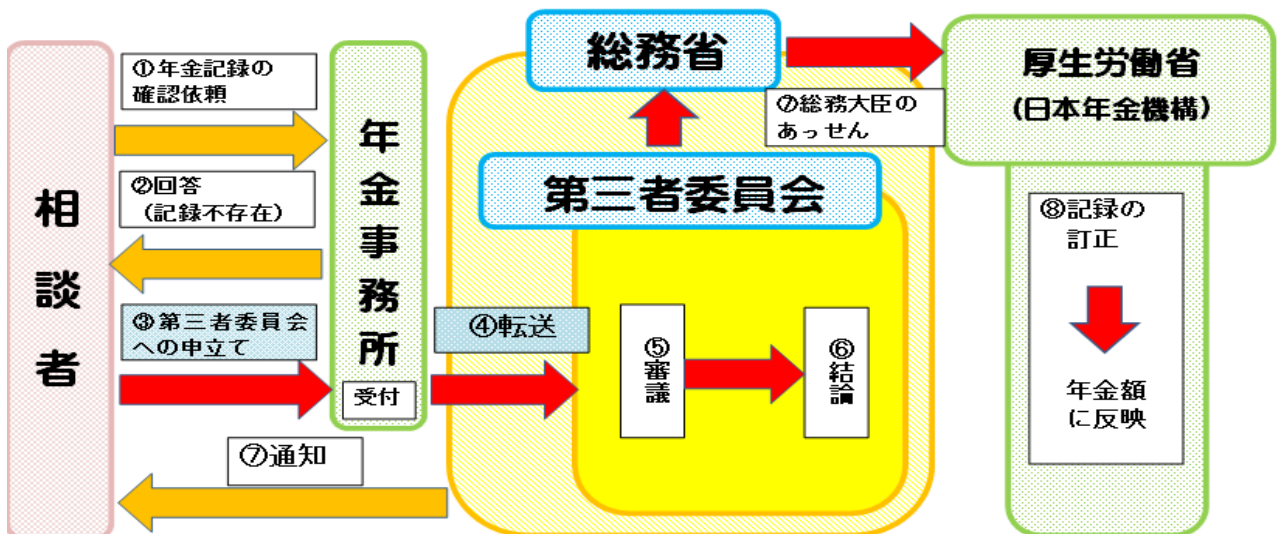 相談者
①年金記録の
確認依頼
②回答
(記録不存在)
③第三者委員会
への申立て
年金事務所
受付
④転送
⑦通知
総務省
第三者委員会
⑤審議
⑥結論
⑦総務大臣の
あっせん
厚生労働省
(日本年金機構)
⑧記録の
訂正
年金額
に反映